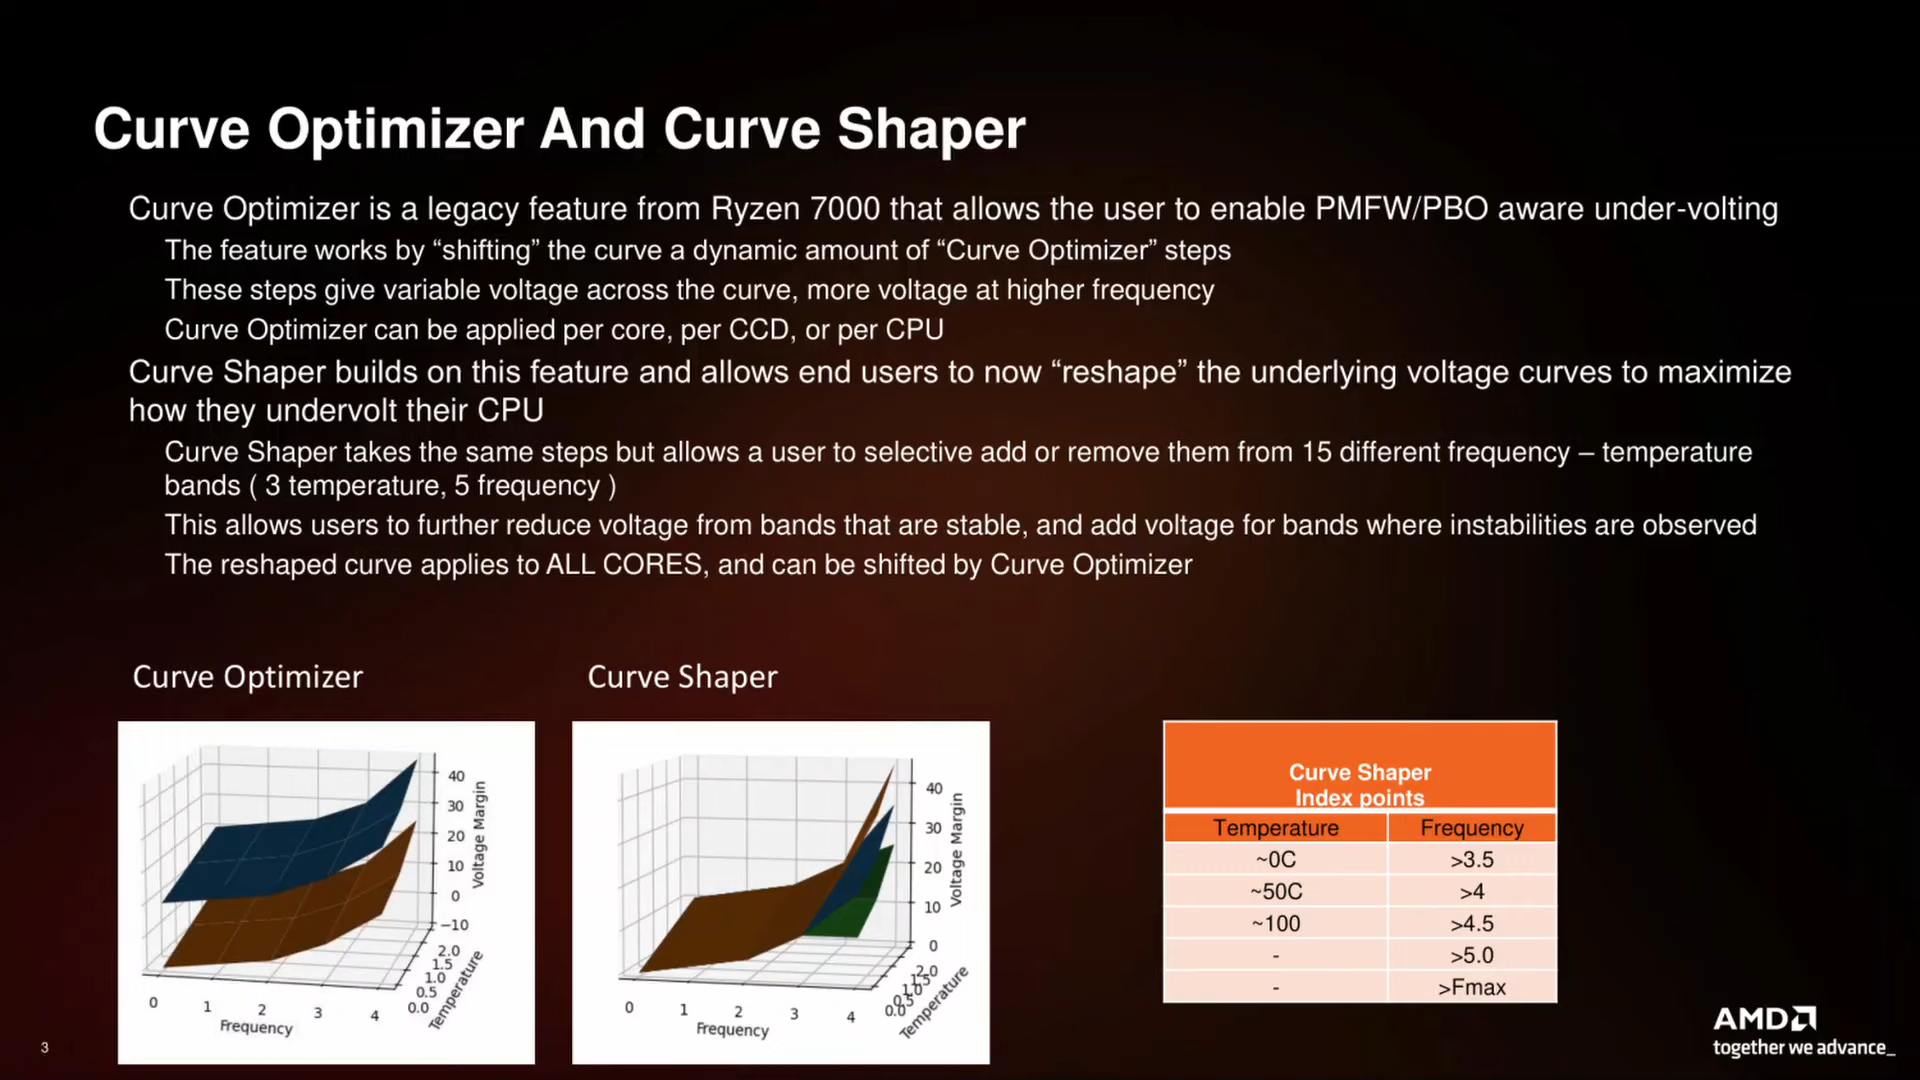 Curve Optimizer And Curve Shaper
Curve Optimizer is a legacy feature from Ryzen 7000 that allows the user to enable PMFW/PBO aware under-volting
The feature works by “shifting” the curve a dynamic amount of “Curve Optimizer” steps
These steps give variable voltage across the curve, more voltage at higher frequency
Curve Optimizer can be applied per core, per CCD, or per CPU
Curve Shaper builds on this feature and allows end users to now “reshape” the underlying voltage curves to maximize
how they undervolt their CPU
Curve Shaper takes the same steps but allows a user to selective add or remove them from 15 different frequency – temperature
bands ( 3 temperature, 5 frequency )
This allows users to further reduce voltage from bands that are stable, and add voltage for bands where instabilities are observed
The reshaped curve applies to ALL CORES, and can be shifted by Curve Optimizer
Curve Optimizer
40
30
20
10
0
−10
Voltage Margin
2.0
1.5
1.0
0.5
0.0
Temperature
0 1 2 3 4
Frequency
Curve Shaper
40
30
20
10
0
Voltage Margin
2.0
1.5
1.0
0.5
0.0
Temperature
0 1 2 3 4
Frequency
Curve Shaper
Index points
Temperature Frequency
~0C >3.5
~50C >4
~100 >4.5
- >5.0
- >Fmax
AMD
together we advance_
3